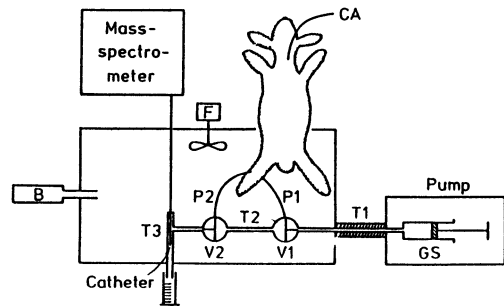 Mass-
spectro-
meter
CA
F
B
P2
P1
T2
T3
V2
V1
T1
Pump
GS
Catheter